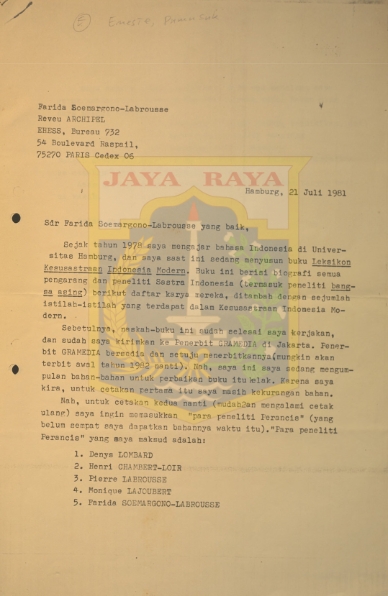 5
Farida Soemargono-Labrousse
Reveu ARCHIPEL
EHESS, Bureau 732
54 Boulevard Raspail,
75270 PARIS Cedex 06
JAYA RAYA
Hamburg, 21 Juli 1981
Sdr Farida Soemargono-Labrousse yang baik,
Sejak tahun 1978 saya mengajar bahasa Indonesia di Univer-
sitas Hamburg, dan saya saat ini sedang menyusun buku Leksikon
Kesusastraan Indonesia Modern. Buku ini berisi biografi semua
pengarang dan peneliti Sastra Indonesia (termasuk peneliti bang-
sa asing) berikut daftar karya mereka, ditambah dengan sejumlah
istilah-istilah yang terdapat dalam Kesusastraan Indonesia Mo-
dern.
Sebetulnya, naskah-buku ini sudah selesai saya kerjakan,
dan sudah saya kirimkan ke Penerbit GRAMEDIA di Jakarta. Pener-
bit GRAMEDIA bersedia dan setuju penerbitkannya(mungkin akan
terbit awal tahun 1982 nanti). Nah, saya ini saya sedang mengum-
pulan bahan-bahan untuk perbaikan buku itu kelak. Karena saya
kira, untuk cetakan pertama itu saya masih kekurangan bahan.
Nah, untuk cetakan kedua nanti (mudah2an mengalami cetak
ulang) saya ingin memasukkan "para peneliti Perancis" (yang
belum sempat saya dapatkan bahannya waktu itu)."Para peneliti
Perancis" yang saya maksud adalah:
1. Denys LOMBARD
2. Henri CHAMBERT-LOIR
3. Pierre LABROUSSE
4. Monique LAJOUBERT
5. Farida SOEMARGONO-LABROUSSE